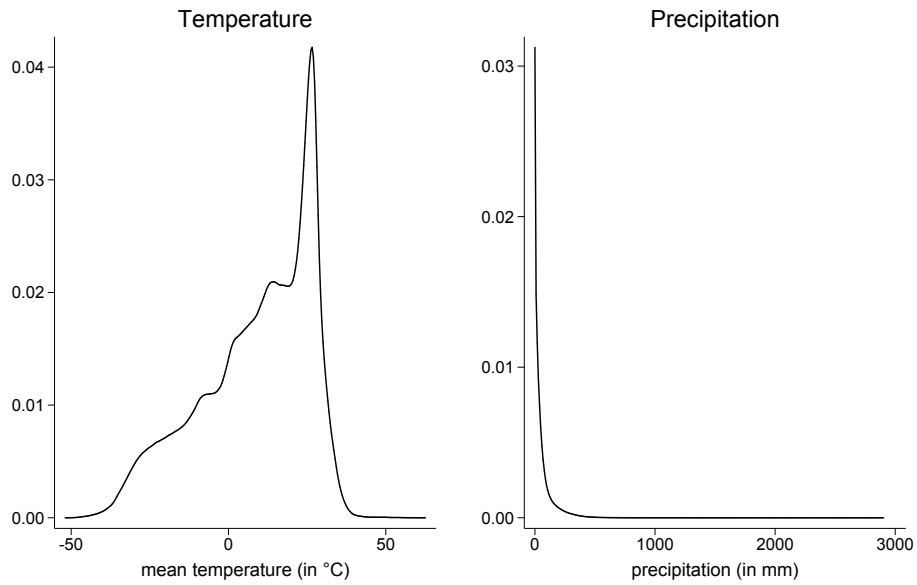 Temperature
0.04
0.03
0.02
0.01
0.00
-50 0 50
mean temperature (in °C)
Precipitation
0.03
0.02
0.01
0.00
0 1000 2000 3000
precipitation (in mm)